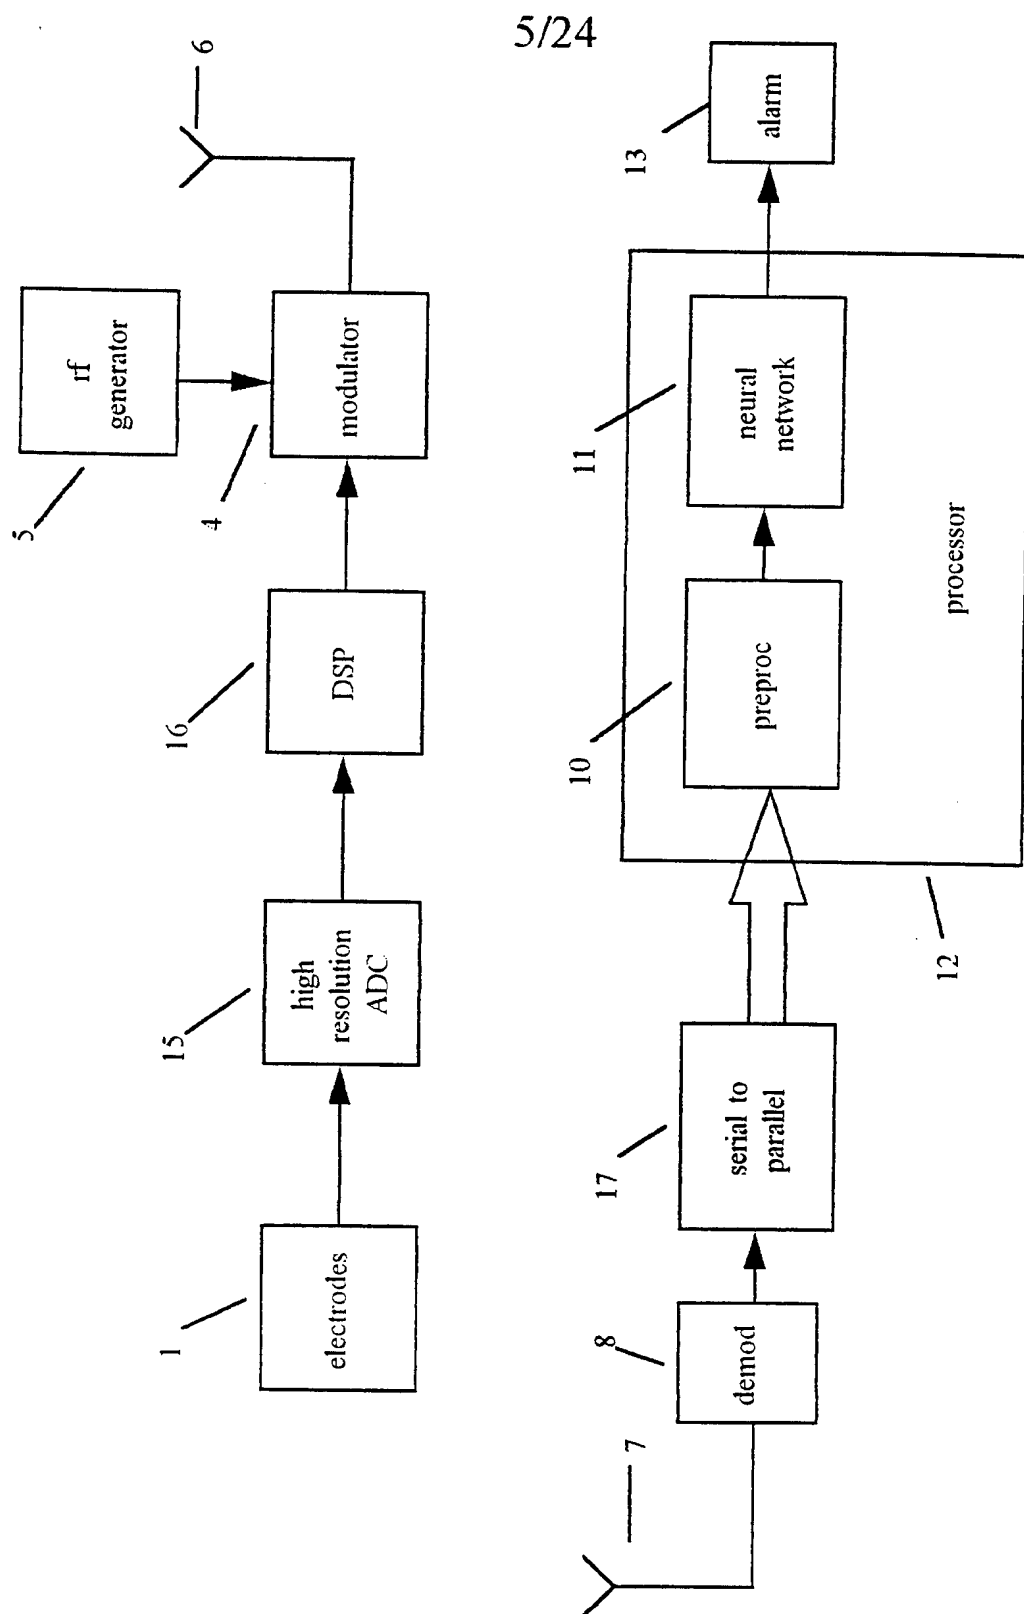 5/24
6
rf
generator
5
modulator
4
DSP
16
high
resolution
ADC
15
electrodes
1
alarm
13
neural
network
11
preproc
10
processor
12
serial to
parallel
17
demod
8
7